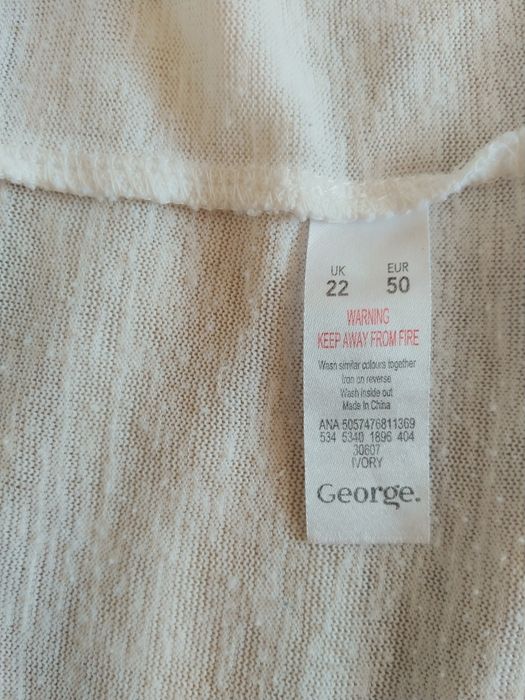 UK EUR
22 50
WARNING
KEEP AWAY FROM FIRE
Wash similar colours together
Iron on reverse
Wash inside out
Made In China
ANA 5057476811369
534 5340 1896 404
30607
IVORY
George.